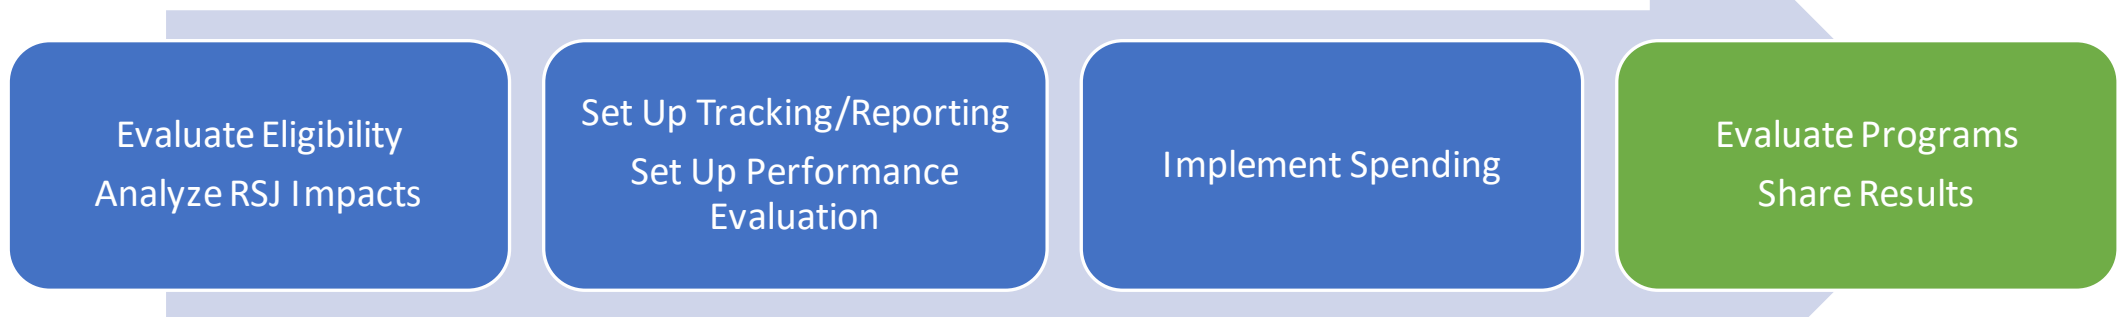 Evaluate Eligibility
Analyze RSJ Impacts
Set Up Tracking/Reporting
Set Up Performance
Evaluation
Implement Spending
Evaluate Programs
Share Results